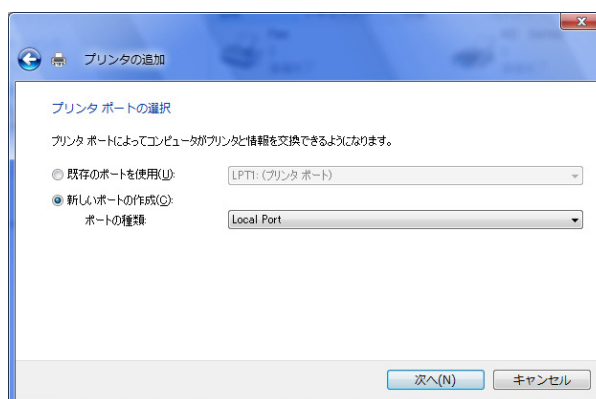 プリンタの追加
プリンタ ポートの選択
プリンタ ポートによってコンピュータがプリンタと情報を交換できるようになります。
既存のポートを使用(U): LPT1: (プリンタ ポート)
新しいポートの作成(C):
ポートの種類: Local Port
次へ(N) キャンセル